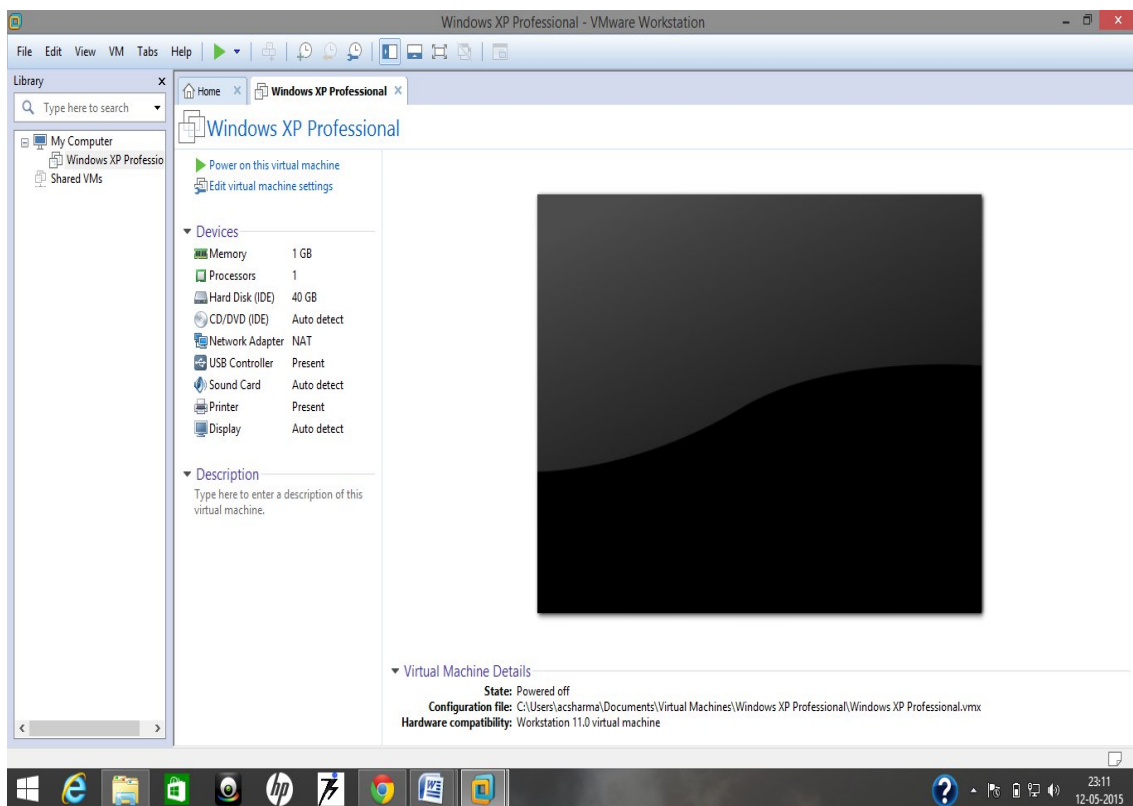 Windows XP Professional - VMware Workstation
File Edit View VM Tabs Help
Library
Type here to search
My Computer
Windows XP Professio
Shared VMs
Home
Windows XP Professional
Windows XP Professional
Power on this virtual machine
Edit virtual machine settings
Devices
Memory 1 GB
Processors 1
Hard Disk (IDE) 40 GB
CD/DVD (IDE) Auto detect
Network Adapter NAT
USB Controller Present
Sound Card Auto detect
Printer Present
Display Auto detect
Description
Type here to enter a description of this
virtual machine.
Virtual Machine Details
State: Powered off
Configuration file: C:\Users\acsharma\Documents\Virtual Machines\Windows XP Professional\Windows XP Professional.vmx
Hardware compatibility: Workstation 11.0 virtual machine
hp
23:11
12-05-2015